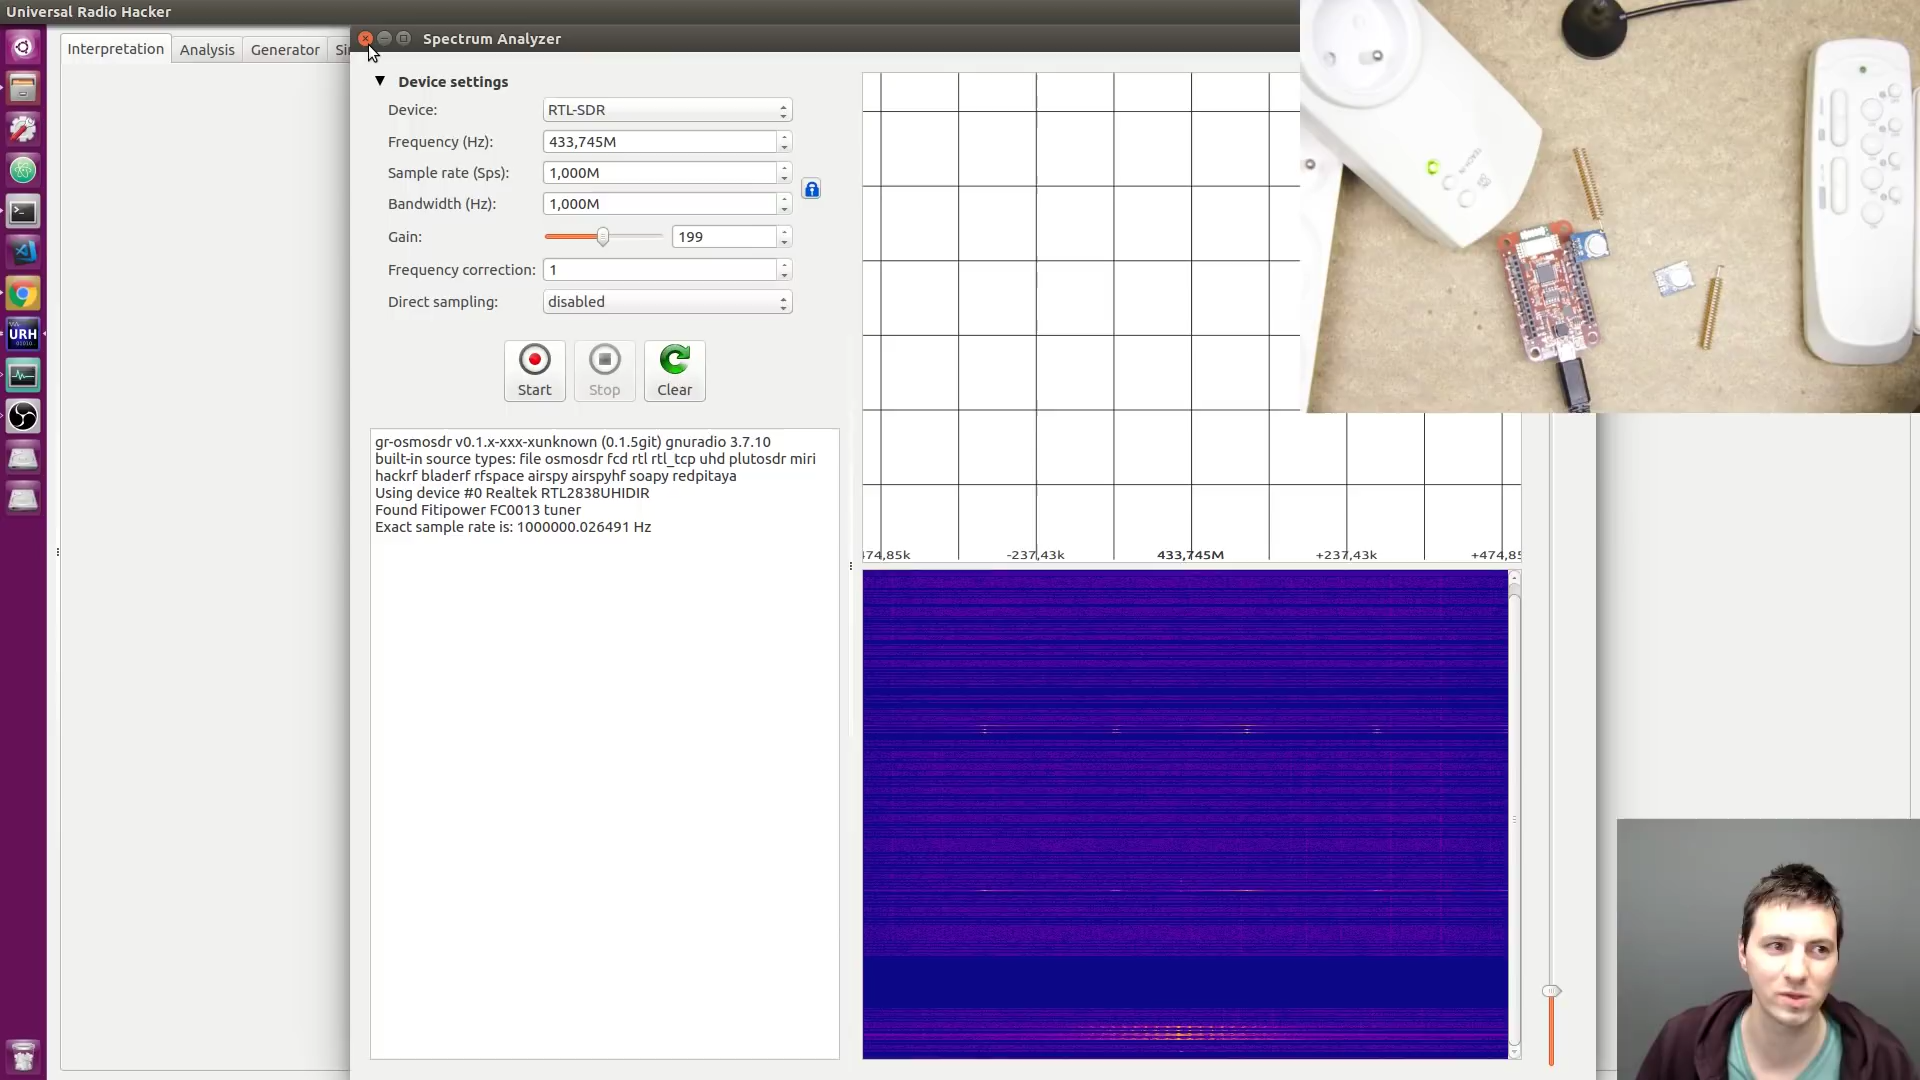 Universal Radio Hacker
Interpretation
Analysis
Generator
Spectrum Analyzer
Device settings
Device:
RTL-SDR
Frequency (Hz):
433,745M
Sample rate (Sps):
1,000M
Bandwidth (Hz):
1,000M
Gain:
199
Frequency correction:
1
Direct sampling:
disabled
Start
Stop
Clear
gr-osmosdr v0.1.x-xxx-xunknown (0.1.5git) gnuradio 3.7.10
built-in source types: file osmosdr fcd rtl rtl_tcp uhd plutosdr miri
hackrf bladerf rfspace airspy airspyhf soapy redpitaya
Using device #0 Realtek RTL2838UHIDIR
Found Fitipower FC0013 tuner
Exact sample rate is: 1000000.026491 Hz
474,85k
-237,43k
433,745M
+237,43k
+474,85
URH